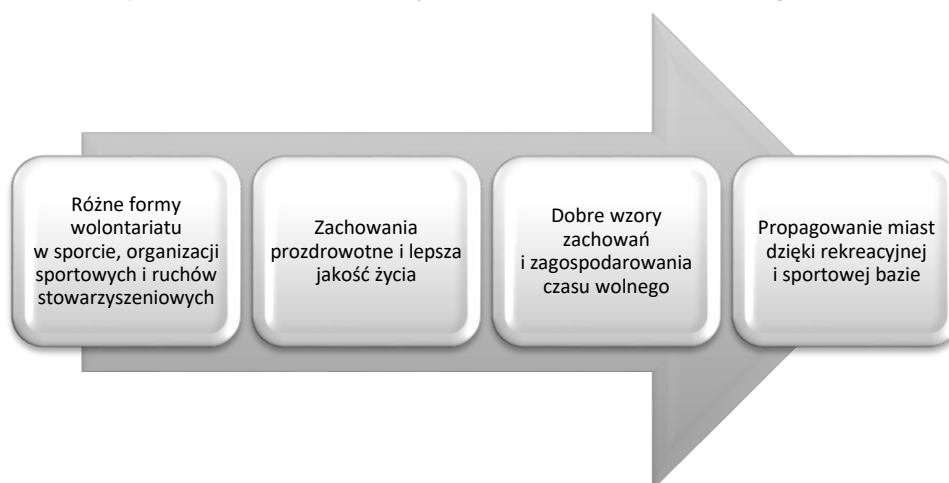 Różne formy
wolontariatu
w sporcie, organizacji
sportowych i ruchów
stowarzyszeniowych
Zachowania
prozdrowotne i lepsza
jakość życia
Dobre wzory
zachowań
i zagospodarowania
czasu wolnego
Propagowanie miast
dzięki rekreacyjnej
i sportowej bazie